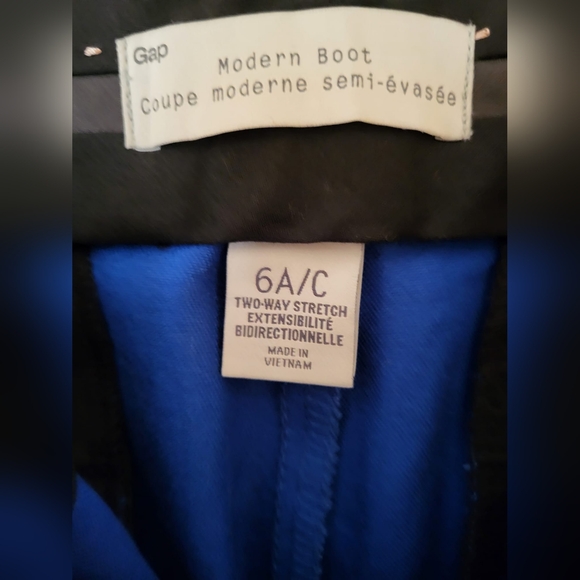 Gap
Modern Boot
Coupe moderne semi-évasée
6A/C
TWO-WAY STRETCH
EXTENSIBILITÉ
BIDIRECTIONNELLE
MADE IN
VIETNAM